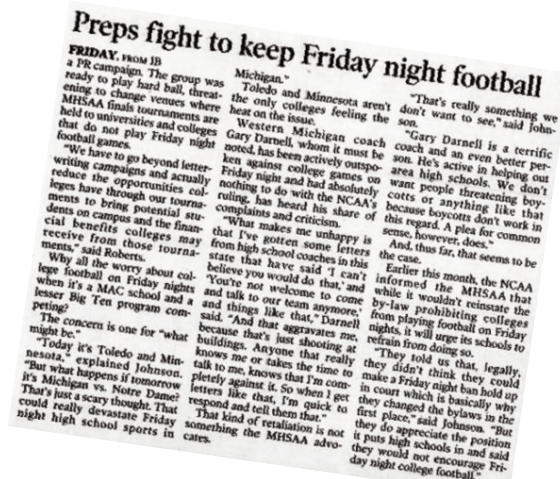 Preps fight to keep Friday night football
FRIDAY, FROM 1B
a PR campaign. The group was
ready to play hard ball, threat-
ening to change venues where
MHSAA finals tournaments are
held to universities and colleges
that do not play Friday night
football games.
"We have to go beyond letter-
writing campaigns and actually
reduce the opportunities col-
leges have through our tourna-
ments to bring potential stu-
dents on campus and the finan-
cial benefits colleges may
receive from those tourna-
ments," said Roberts.
Why all the worry about col-
lege football on Friday nights
when it's a MAC school and a
lesser Big Ten program com-
peting?
The concern is one for "what
might be."
"Today it's Toledo and Min-
nesota," explained Johnson.
"But what happens if tomorrow
it's Michigan vs. Notre Dame?
That's just a scary thought. That
could really devastate Friday
night high school sports in
Michigan."
Toledo and Minnesota aren't
the only colleges feeling the
heat on the issue.
Western Michigan coach
Gary Darnell, whom it must be
noted, has been actively outspo-
ken against college games on
Friday night and had absolutely
nothing to do with the NCAA's
ruling, has heard his share of
complaints and criticism.
"What makes me unhappy is
that I've gotten some letters
from high school coaches in this
state that have said 'I can't
believe you would do that,' and
'You're not welcome to come
and talk to our team anymore,'
and things like that," Darnell
said. "And that aggravates me,
because that's just shooting at
buildings. Anyone that really
knows me or takes the time to
talk to me, knows that I'm com-
pletely against it. So when I get
letters like that, I'm quick to
respond and tell them that."
That kind of retaliation is not
something the MHSAA advo-
cates.
"That's really something we
don't want to see," said John-
son.
"Gary Darnell is a terrific
coach and an even better per-
son. He's active in helping our
area high schools. We don't
want people threatening boy-
cotts or anything like that
because boycotts don't work in
this regard. A plea for common
sense, however, does."
And, thus far, that seems to be
the case.
Earlier this month, the NCAA
informed the MHSAA that
while it wouldn't reinstate the
by-law prohibiting colleges
from playing football on Friday
nights, it will urge its schools to
refrain from doing so.
"They told us that, legally,
they didn't think they could
make a Friday night ban hold up
in court which is basically why
they changed the bylaws in the
first place," said Johnson. "But
they do appreciate the position
it puts high schools in and said
they would not encourage Fri-
day night college football."